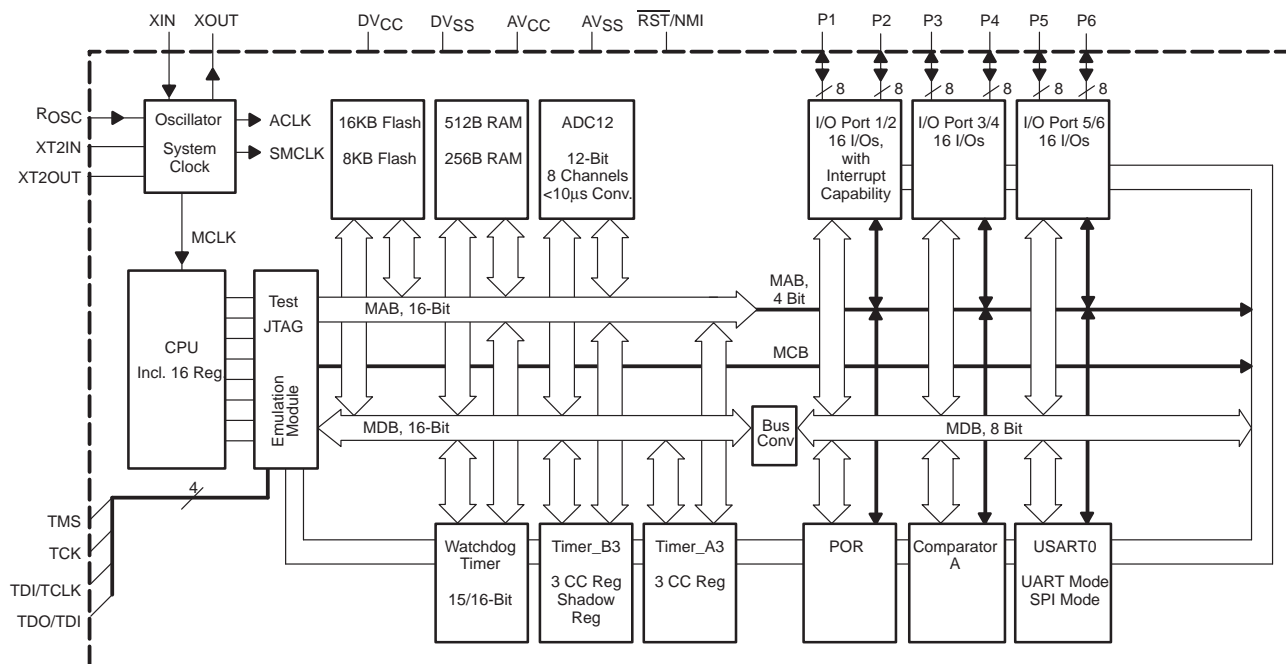 XIN
XOUT
DVCC
DVSS
AVCC
AVSS
RST/NMI
P1
P2
P3
P4
P5
P6
8
8
8
8
8
8
ROSC
XT2IN
XT2OUT
Oscillator
System
Clock
ACLK
SMCLK
16KB Flash
8KB Flash
512B RAM
256B RAM
ADC12
12-Bit
8 Channels
<10μs Conv.
I/O Port 1/2
16 I/Os,
with
Interrupt
Capability
I/O Port 3/4
16 I/Os
I/O Port 5/6
16 I/Os
MCLK
CPU
Incl. 16 Reg.
Test
JTAG
Emulation
Module
MAB, 16-Bit
MAB,
4 Bit
MCB
MDB, 16-Bit
Bus
Conv
MDB, 8 Bit
4
TMS
TCK
TDI/TCLK
TDO/TDI
Watchdog
Timer
15/16-Bit
Timer_B3
3 CC Reg
Shadow
Reg
Timer_A3
3 CC Reg
POR
Comparator
A
USART0
UART Mode
SPI Mode